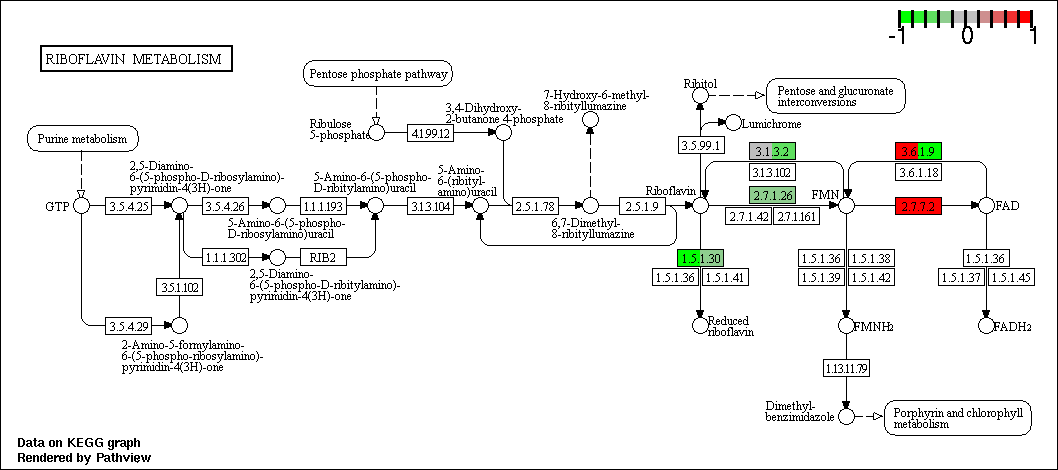 -1 0 1
RIBOFLAVIN METABOLISM
Pentose phosphate pathway
Ribitol
Pentose and glucuronate
interconversions
7-Hydroxy-6-methyl-
8-ribityllumazine
3,4-Dihydroxy-
2-butanone 4-phosphate
Ribulose
5-phosphate
4.1.99.12
Lumichrome
Purine metabolism
3.5.99.1
3.1.3.2
3.1.3.102
3.6.1.9
3.6.1.18
2,5-Diamino-
6-(5-phospho-D-ribosylamino)-
pyrimidin-4(3H)-one
5-Amino-6-(5-phospho-
D-ribitylamino)uracil
5-Amino-
6-(ribityl-
amino)uracil
Riboflavin
2.7.1.26
FMN
GTP
3.5.4.25
3.5.4.26
1.1.1.193
3.1.3.104
2.5.1.78
2.5.1.9
2.7.1.42
2.7.1.161
2.7.7.2
FAD
5-Amino-6-(5-phospho-
D-ribosylamino)uracil
6,7-Dimethyl-
8-ribityllumazine
1.1.1.302
RIB2
1.5.1.30
1.5.1.36
1.5.1.41
1.5.1.36
1.5.1.38
1.5.1.39
1.5.1.42
1.5.1.36
1.5.1.37
1.5.1.45
2,5-Diamino-
6-(5-phospho-D-ribitylamino)-
pyrimidin-4(3H)-one
3.5.1.102
3.5.4.29
2-Amino-5-formylamino-
6-(5-phospho-ribosylamino)-
pyrimidin-4(3H)-one
Reduced
riboflavin
FMNH2
FADH2
1.13.11.79
Dimethyl-
benzimidazole
Porphyrin and chlorophyll
metabolism
Data on KEGG graph
Rendered by Pathview